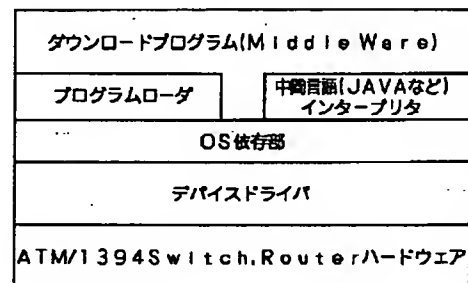 ダウンロードプログラム(Middle Ware)
プログラムローダ
中間言語(JAVAなど)
インタープリタ
OS依存部
デバイスドライバ
ATM/1394Switch,Routerハードウェア